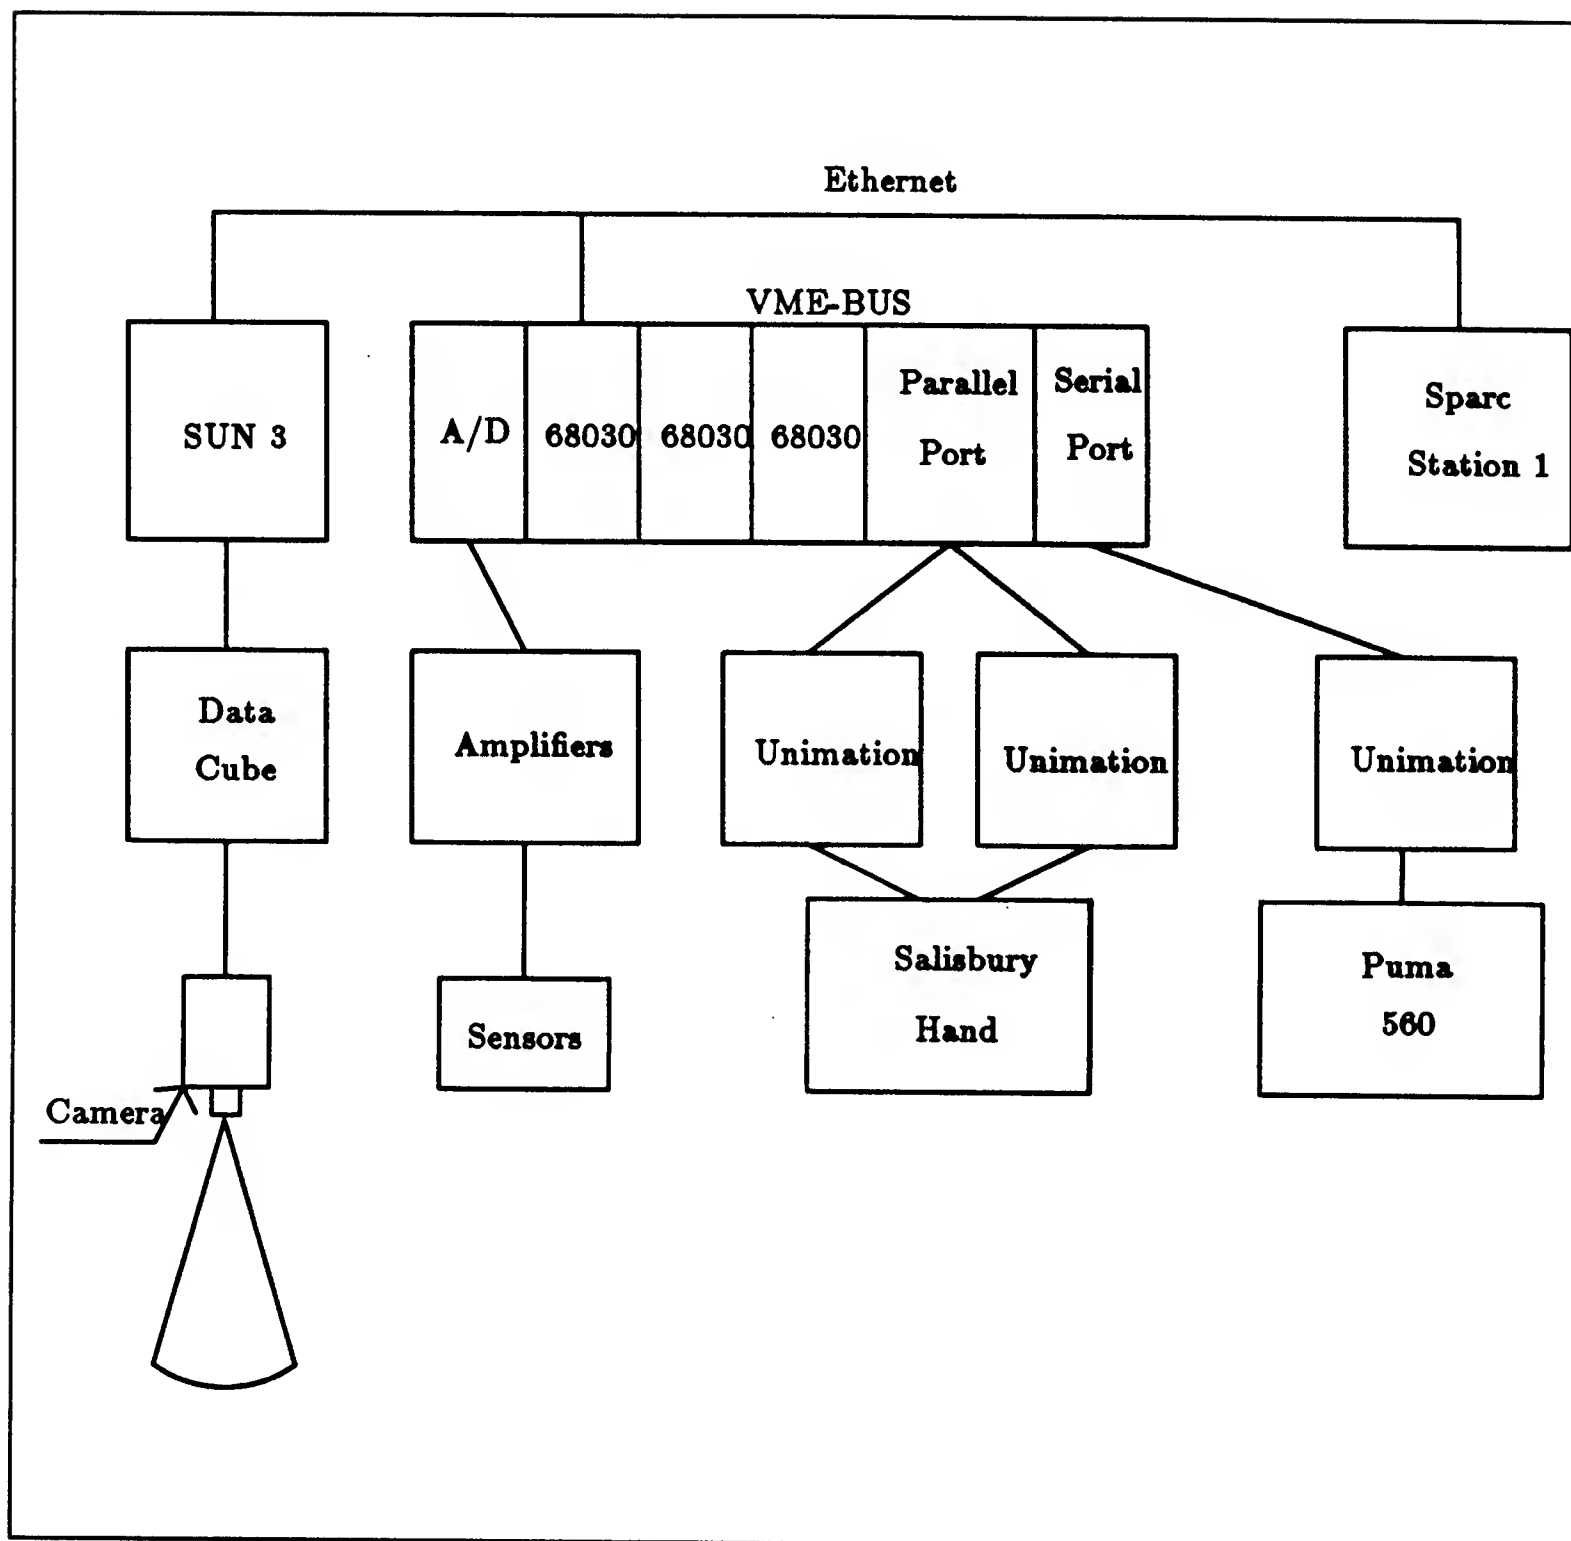 Ethernet
VME-BUS
SUN 3
A/D
68030
68030
68030
Parallel
Port
Serial
Port
Sparc
Station 1
Data
Cube
Amplifiers
Unimation
Unimation
Unimation
Camera
Sensors
Salisbury
Hand
Puma
560